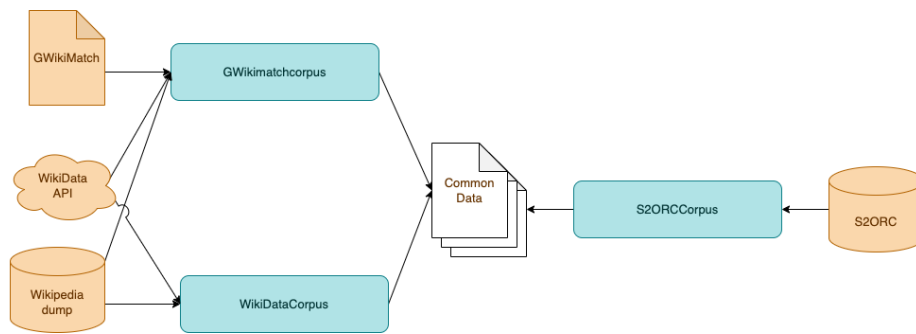 GWikiMatch
GWikimatchcorpus
WikiData
API
Common
Data
S2ORCCorpus
S2ORC
Wikipedia
dump
WikiDataCorpus